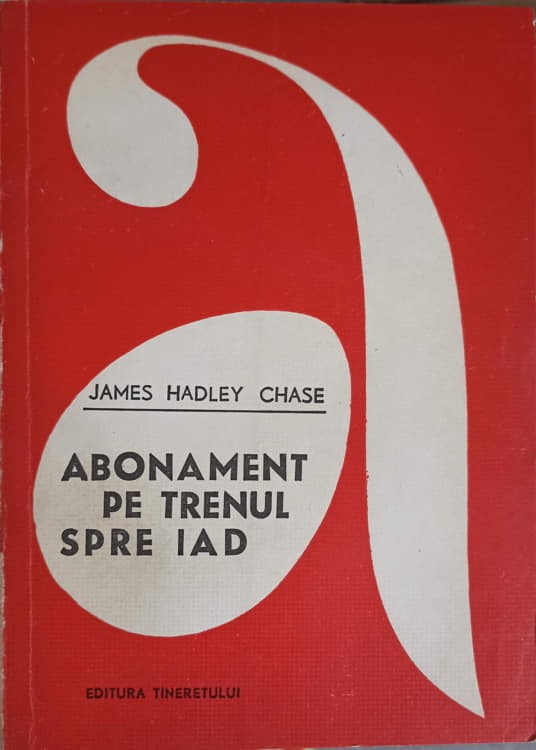 a
JAMES HADLEY CHASE
ABONAMENT
PE TRENUL
SPRE IAD
EDITURA TINERETULUI